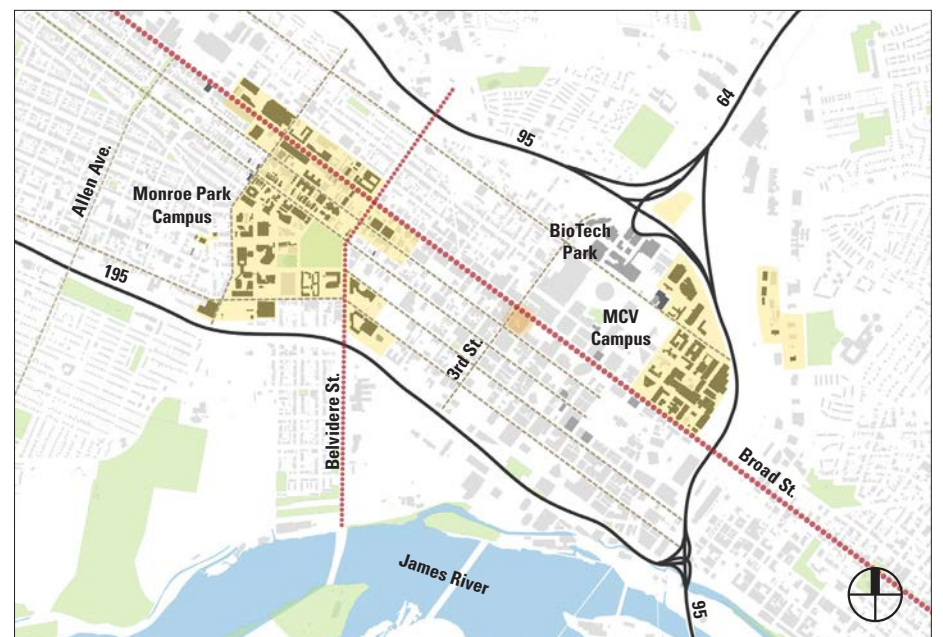 64
95
Allen Ave.
Monroe Park
Campus
BioTech
Park
195
MCV
Campus
3rd St.
Belvidere St.
Broad St.
James River
95